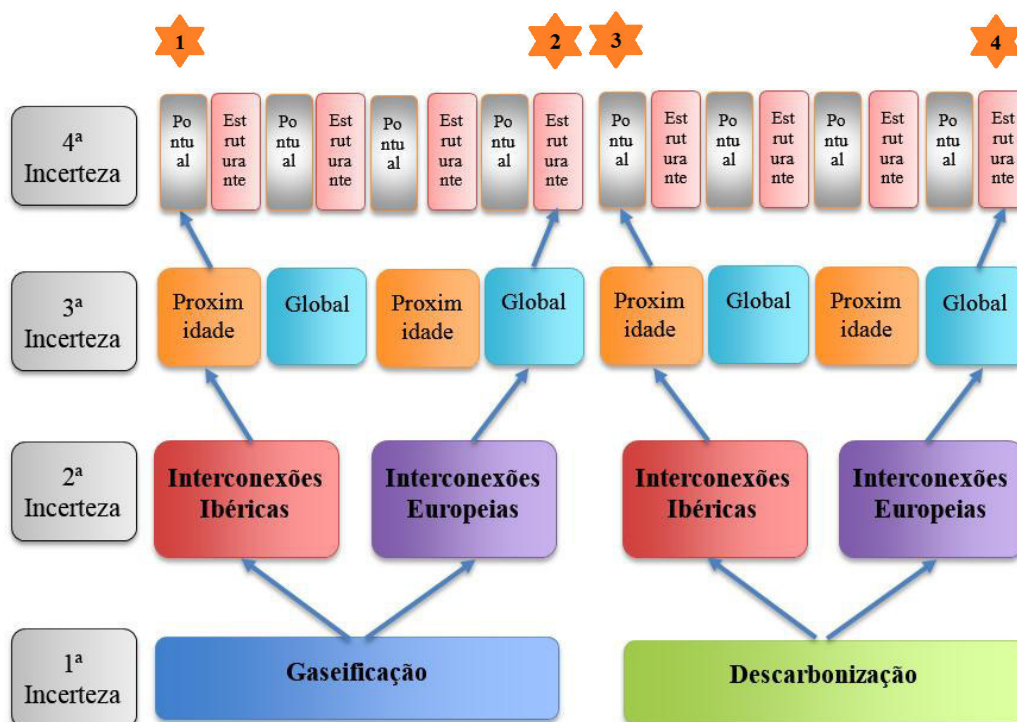 1
2
3
4
4ª
Incerteza
Po
ntu
al
Est
rut
ura
nte
Po
ntu
al
Est
rut
ura
nte
Po
ntu
al
Est
rut
ura
nte
Po
ntu
al
Est
rut
ura
nte
Po
ntu
al
Est
rut
ura
nte
Po
ntu
al
Est
rut
ura
nte
Po
ntu
al
Est
rut
ura
nte
Po
ntu
al
Est
rut
ura
nte
3ª
Incerteza
Proxim
idade
Global
Proxim
idade
Global
Proxim
idade
Global
Proxim
idade
Global
2ª
Incerteza
Interconexões
Ibéricas
Interconexões
Europeias
Interconexões
Ibéricas
Interconexões
Europeias
1ª
Incerteza
Gaseificação
Descarbonização